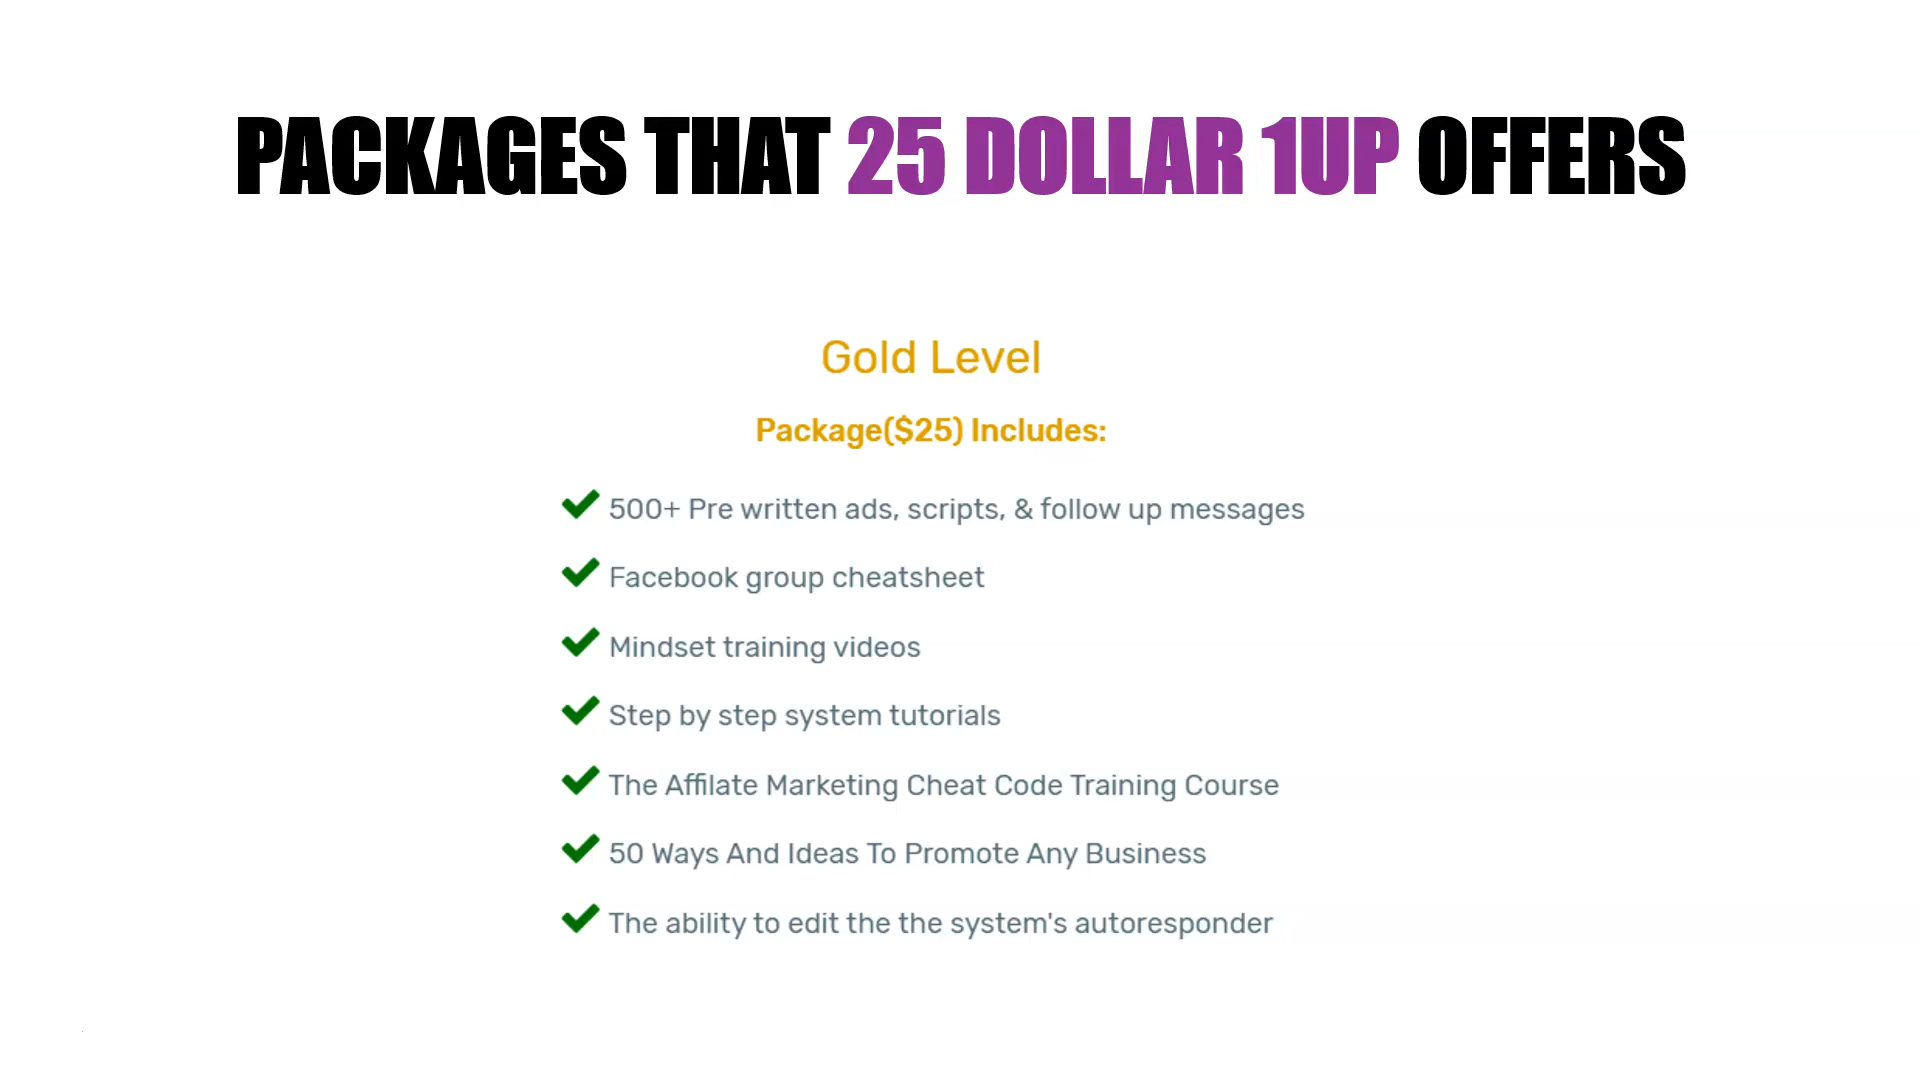 PACKAGES THAT 25 DOLLAR 1UP OFFERS
Gold Level
Package($25) Includes:
500+ Pre written ads, scripts, & follow up messages
Facebook group cheatsheet
Mindset training videos
Step by step system tutorials
The Affilate Marketing Cheat Code Training Course
50 Ways And Ideas To Promote Any Business
The ability to edit the the system's autoresponder